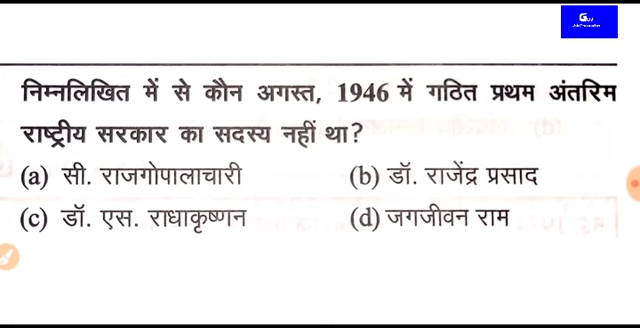 निम्नलिखित में से कौन अगस्त, 1946 में गठित प्रथम अंतरिम
राष्ट्रीय सरकार का सदस्य नहीं था?
(a) सी. राजगोपालाचारी (b) डॉ. राजेंद्र प्रसाद
(c) डॉ. एस. राधाकृष्णन (d) जगजीवन राम